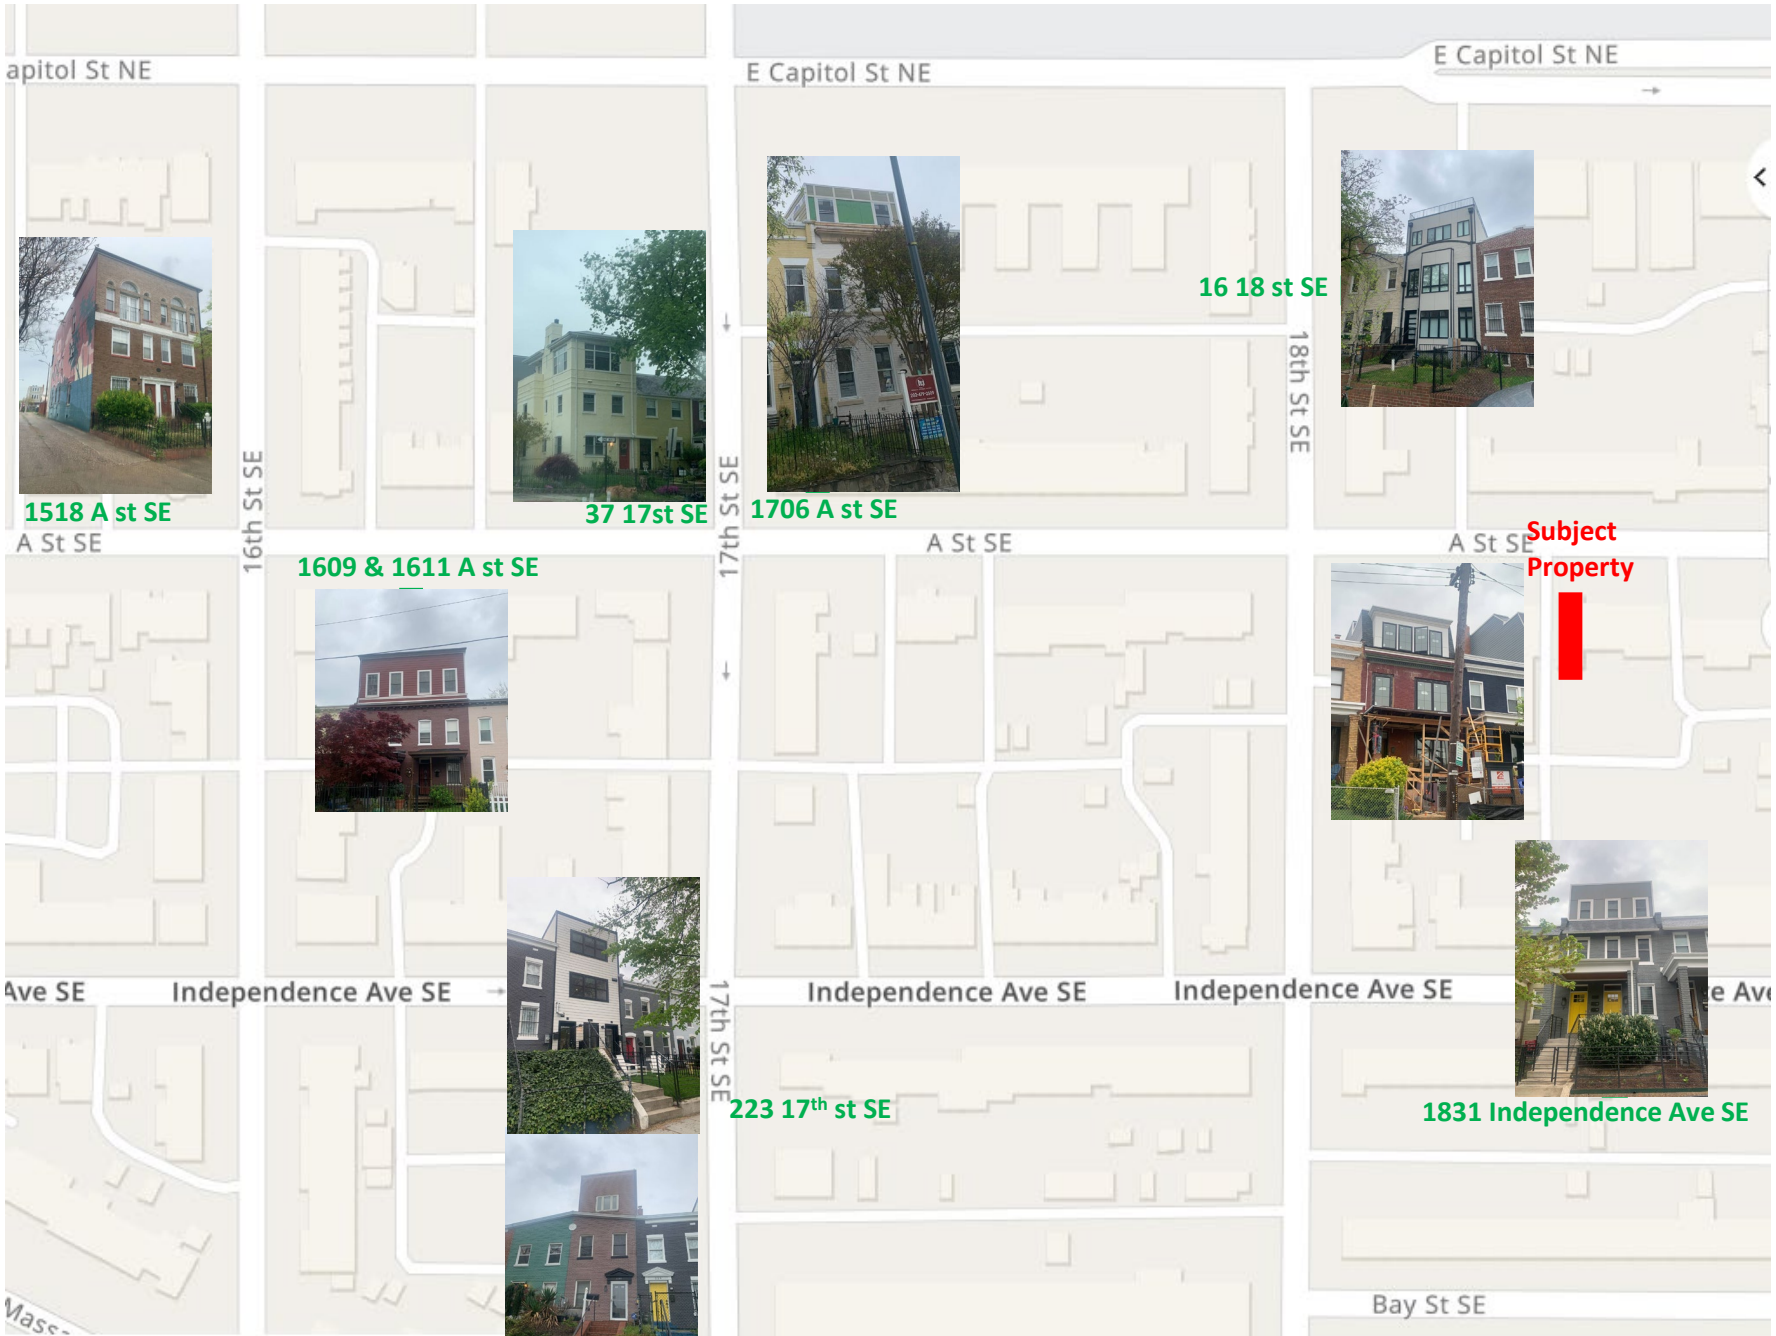 apitol St NE
E Capitol St NE
E Capitol St NE
16 18 st SE
18th St SE
16th St SE
17th St SE
1518 A st SE
37 17st SE
1706 A st SE
A St SE
A St SE
A St SE
Subject
Property
1609 & 1611 A st SE
Ave SE
Independence Ave SE
Independence Ave SE
Independence Ave SE
ce Ave
17th St SE
223 17th st SE
1831 Independence Ave SE
Bay St SE
Mass